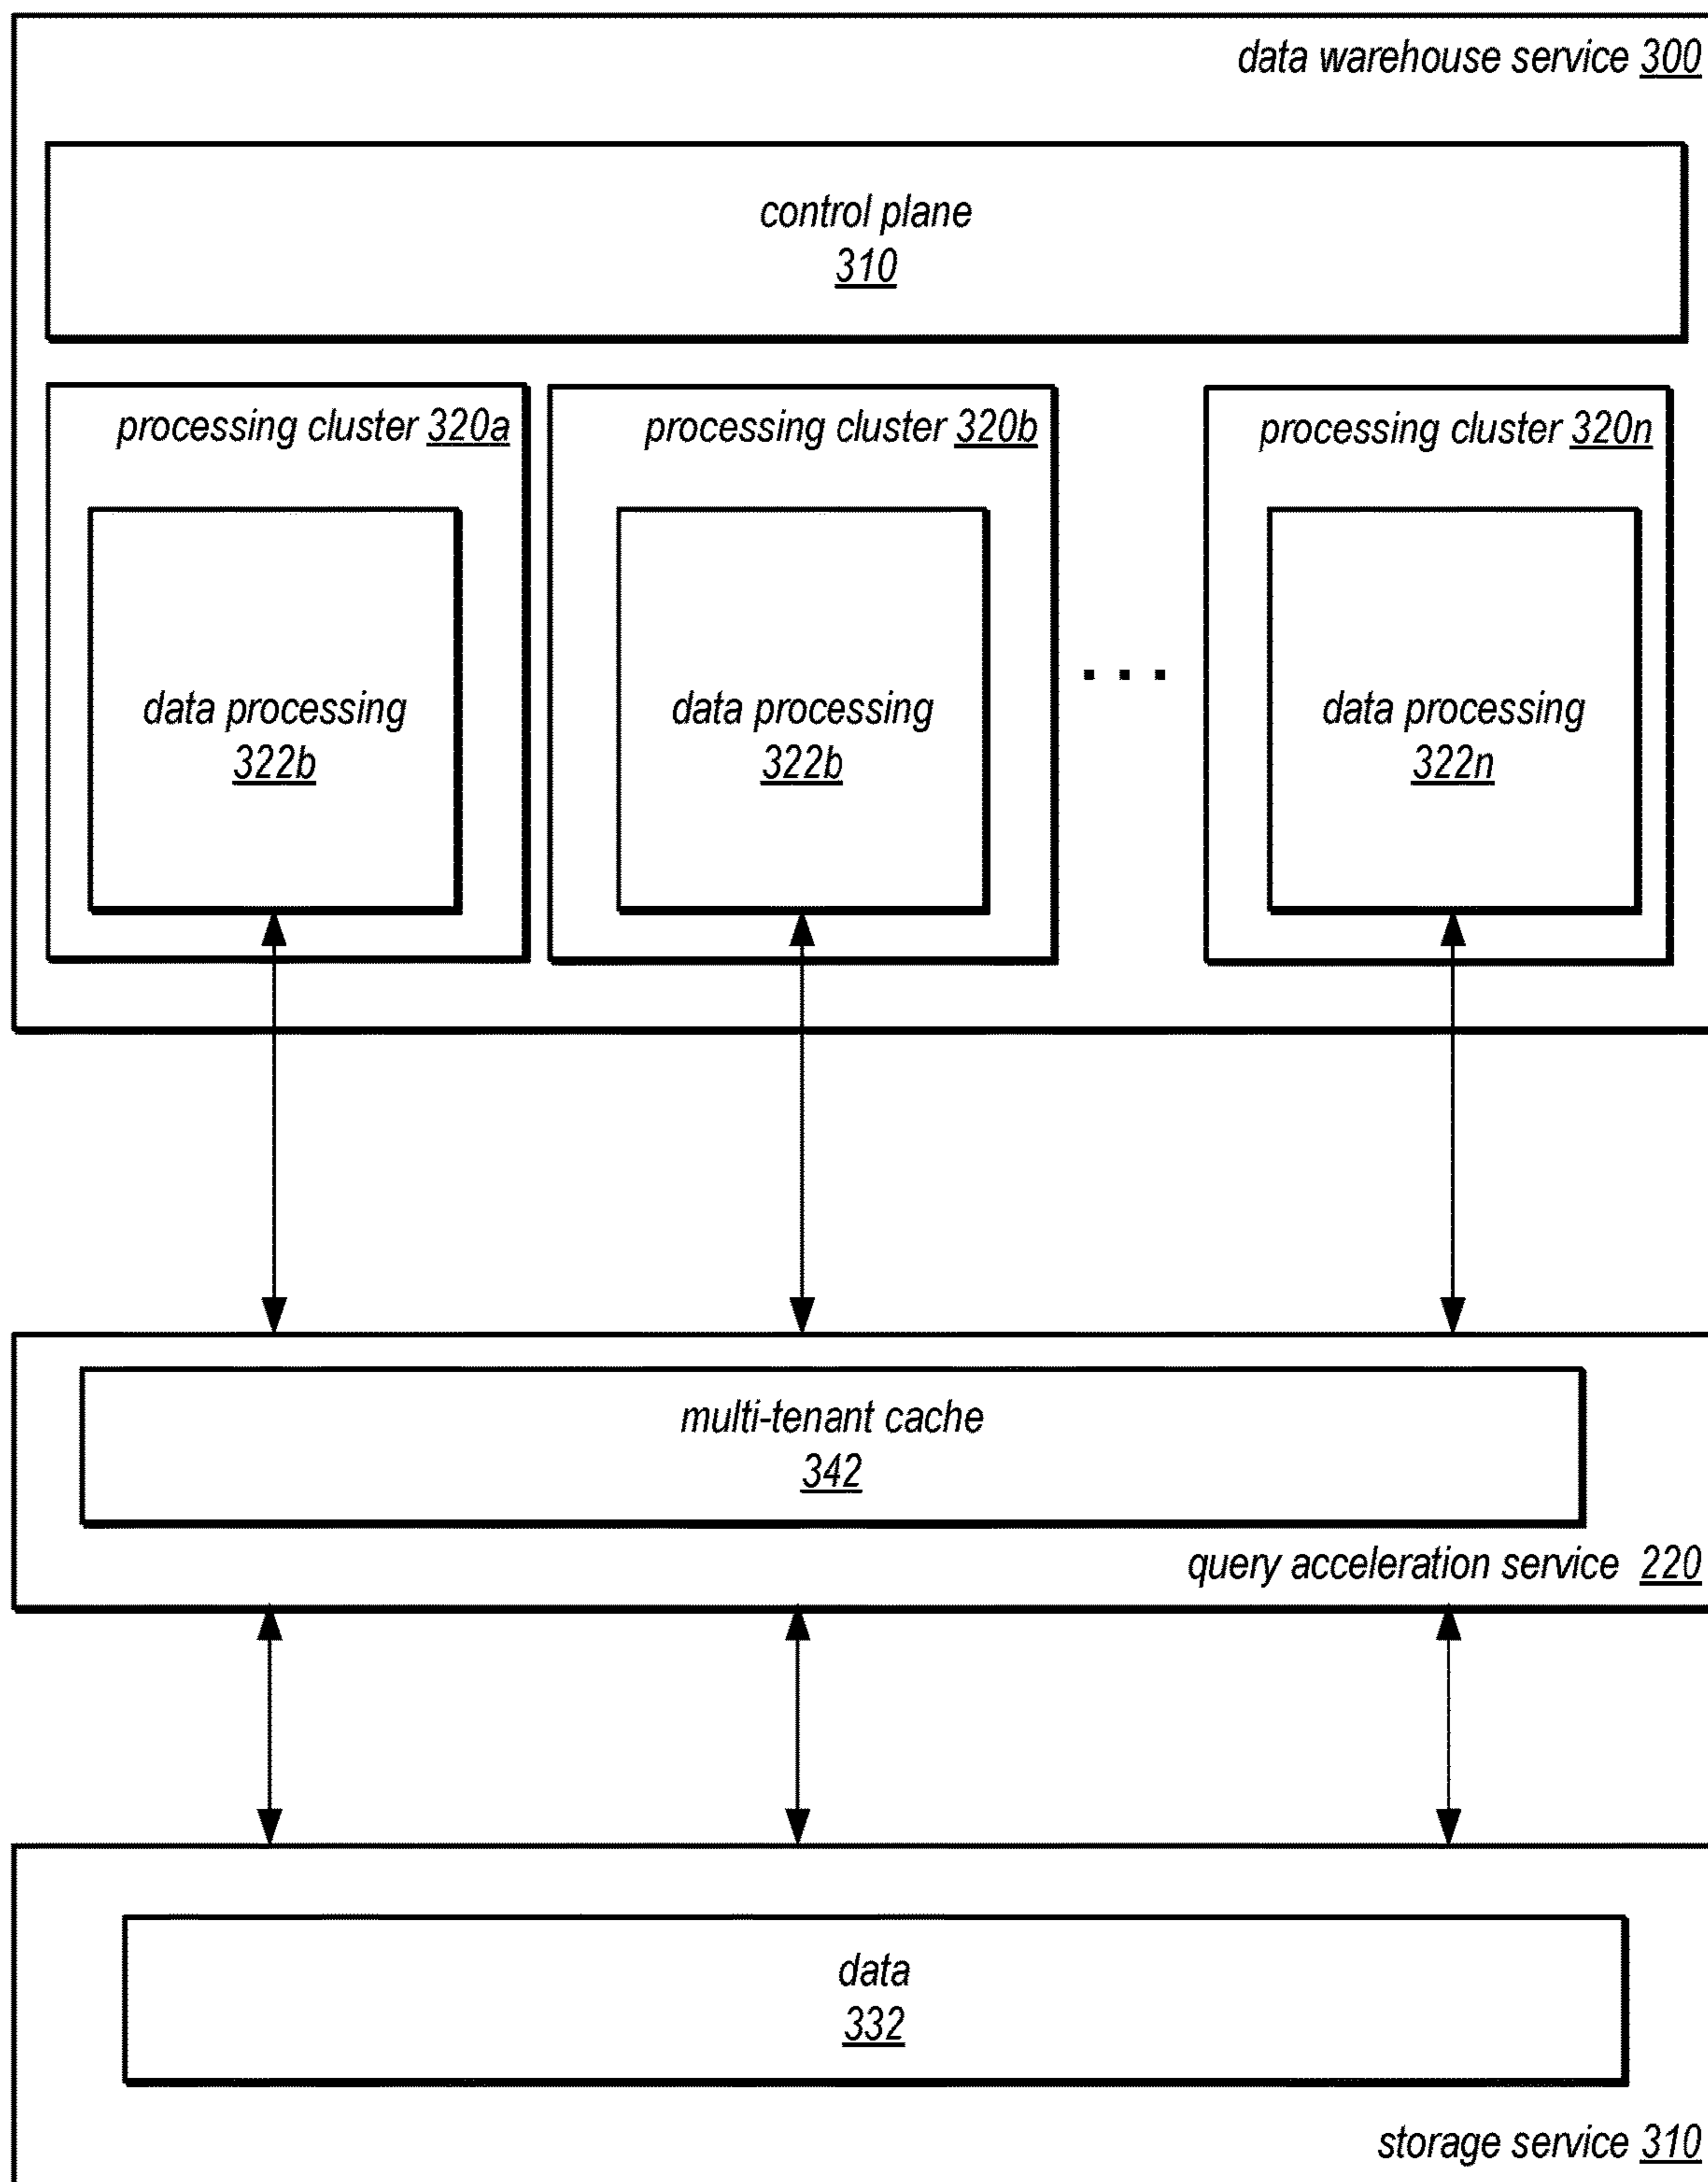 data warehouse service 300
control plane
310
processing cluster 320a
processing cluster 320b
processing cluster 320n
data processing
322b
data processing
322b
. . .
data processing
322n
multi-tenant cache
342
query acceleration service 220
data
332
storage service 310